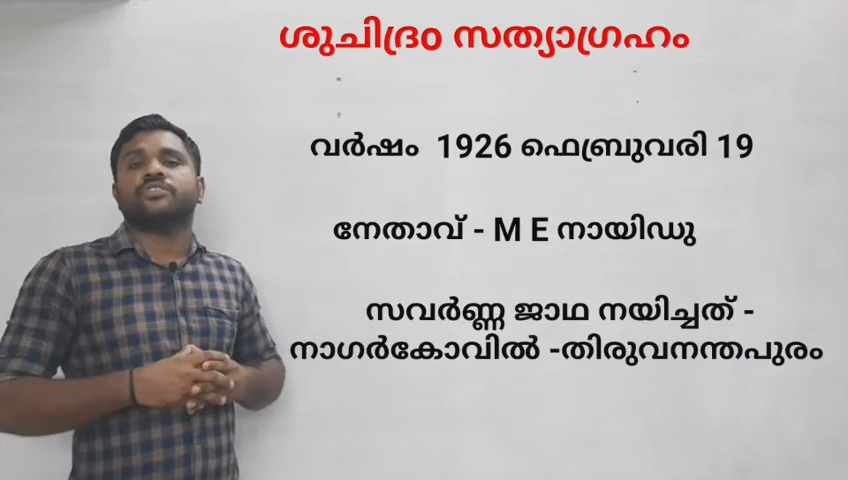 ശുചിദ്രം സത്യാഗ്രഹം
വർഷം 1926 ഫെബ്രുവരി 19
നേതാവ് - M E നായിഡു
സവർണ്ണ ജാഥ നയിച്ചത് -
നാഗർകോവിൽ -തിരുവനന്തപുരം